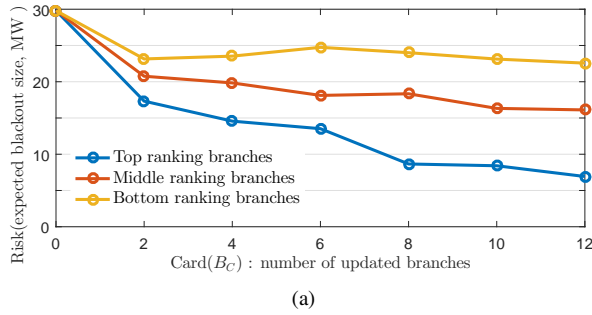 Risk(expected blackout size, MW )
30
20
10
0
Top ranking branches
Middle ranking branches
Bottom ranking branches
0 2 4 6 8 10 12
Card(B_C) : number of updated branches
(a)